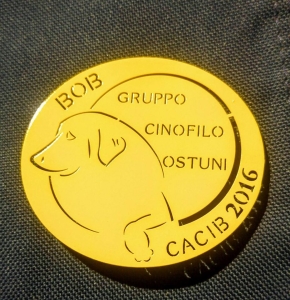 BOB
GRUPPO
CINOFILO
OSTUNI
CACIB 2016